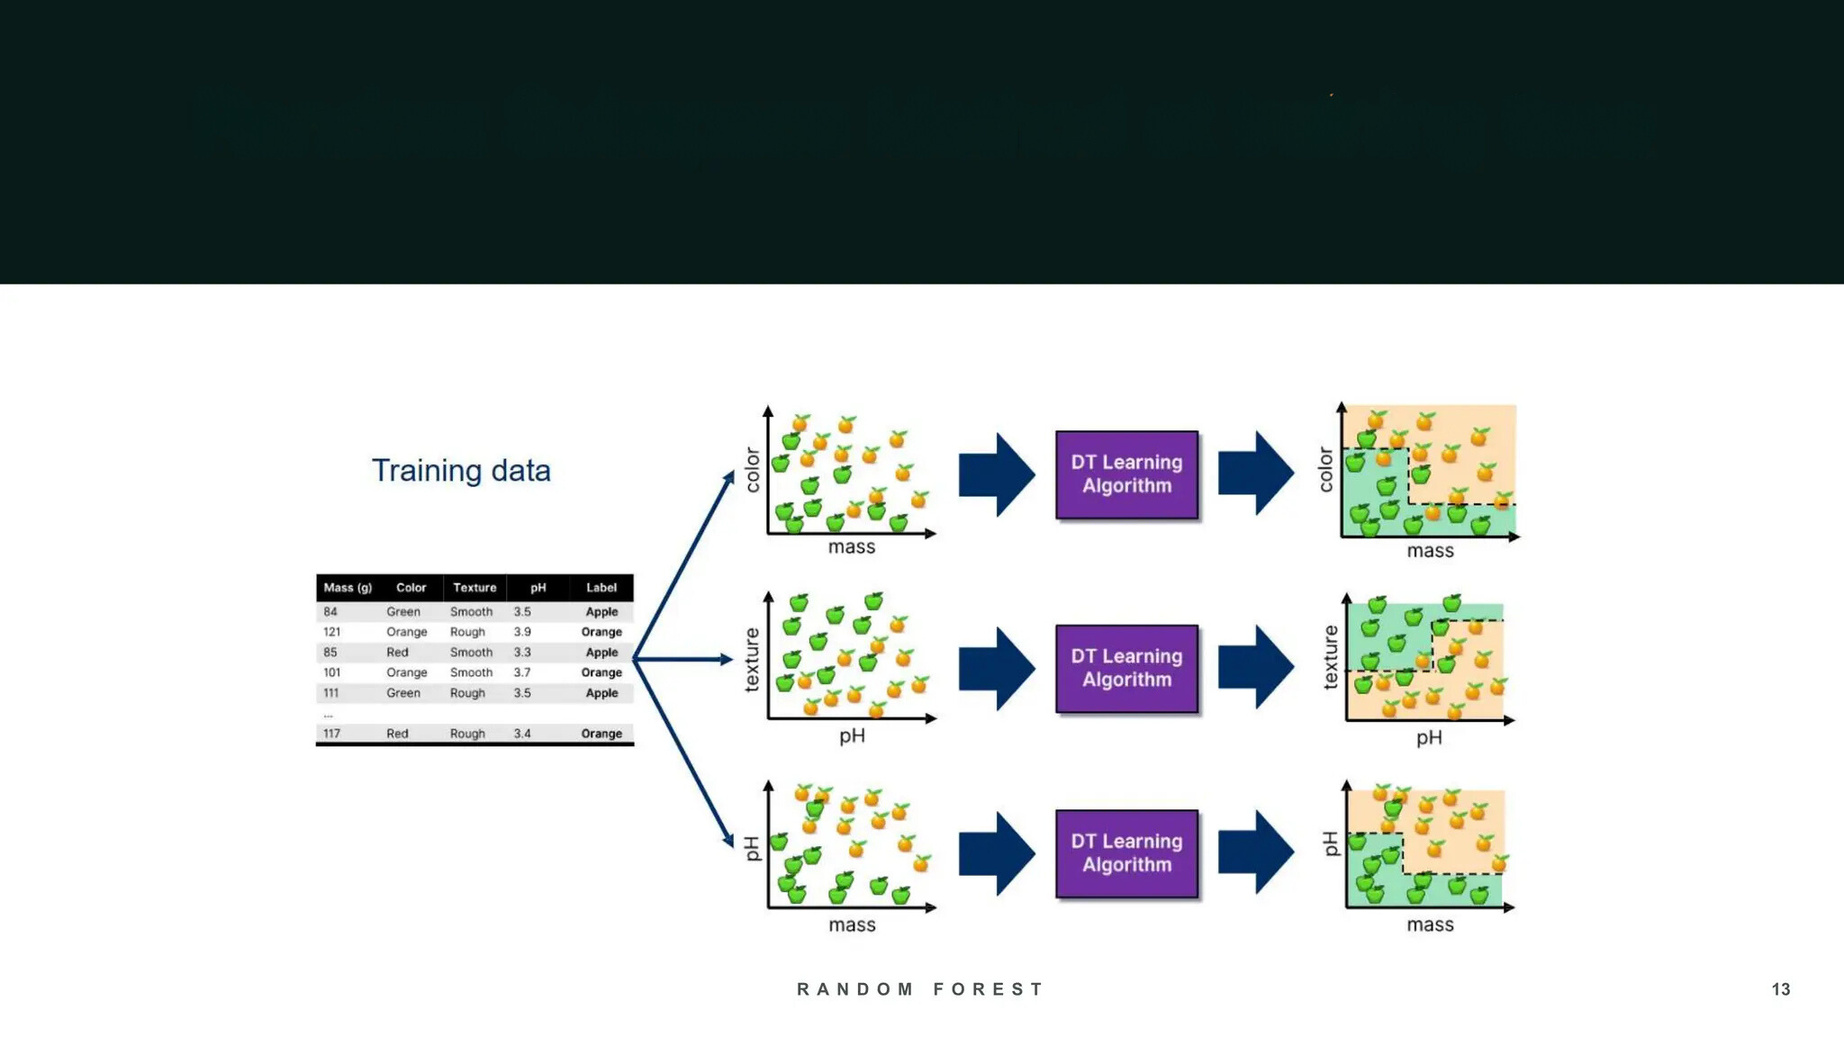 Training data
Mass (g) Color Texture pH Label
84 Green Smooth 3.5 Apple
121 Orange Rough 3.9 Orange
85 Red Smooth 3.3 Apple
101 Orange Smooth 3.7 Orange
111 Green Rough 3.5 Apple
...
117 Red Rough 3.4 Orange
color
mass
DT Learning
Algorithm
color
mass
texture
pH
DT Learning
Algorithm
texture
pH
pH
mass
DT Learning
Algorithm
pH
mass
RANDOM FOREST
13